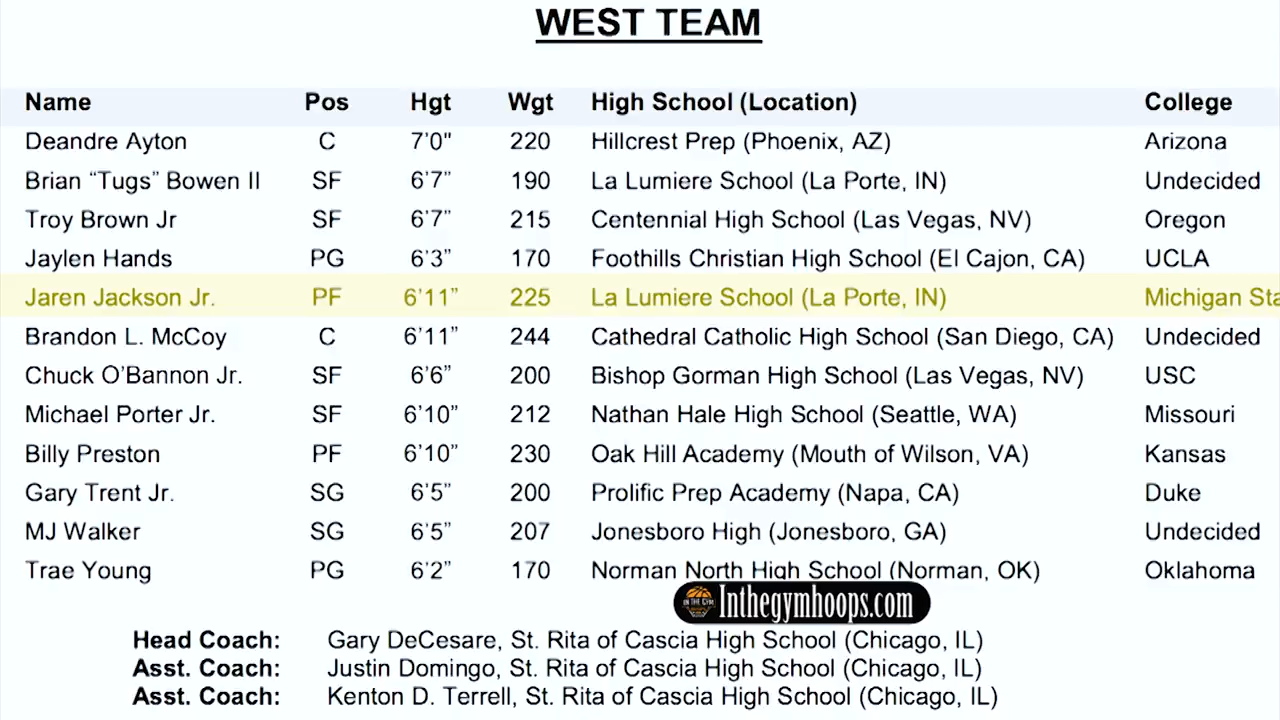 WEST TEAM
Name Pos Hgt Wgt High School (Location) College
Deandre Ayton C 7'0" 220 Hillcrest Prep (Phoenix, AZ) Arizona
Brian “Tugs” Bowen II SF 6’7” 190 La Lumiere School (La Porte, IN) Undecided
Troy Brown Jr SF 6’7” 215 Centennial High School (Las Vegas, NV) Oregon
Jaylen Hands PG 6’3” 170 Foothills Christian High School (El Cajon, CA) UCLA
Jaren Jackson Jr. PF 6’11” 225 La Lumiere School (La Porte, IN) Michigan Sta
Brandon L. McCoy C 6’11” 244 Cathedral Catholic High School (San Diego, CA) Undecided
Chuck O’Bannon Jr. SF 6’6” 200 Bishop Gorman High School (Las Vegas, NV) USC
Michael Porter Jr. SF 6’10” 212 Nathan Hale High School (Seattle, WA) Missouri
Billy Preston PF 6’10” 230 Oak Hill Academy (Mouth of Wilson, VA) Kansas
Gary Trent Jr. SG 6’5” 200 Prolific Prep Academy (Napa, CA) Duke
MJ Walker SG 6’5” 207 Jonesboro High (Jonesboro, GA) Undecided
Trae Young PG 6’2” 170 Norman North High School (Norman, OK) Oklahoma
IN THE GYM
Inthegymhoops.com
Head Coach: Gary DeCesare, St. Rita of Cascia High School (Chicago, IL)
Asst. Coach: Justin Domingo, St. Rita of Cascia High School (Chicago, IL)
Asst. Coach: Kenton D. Terrell, St. Rita of Cascia High School (Chicago, IL)